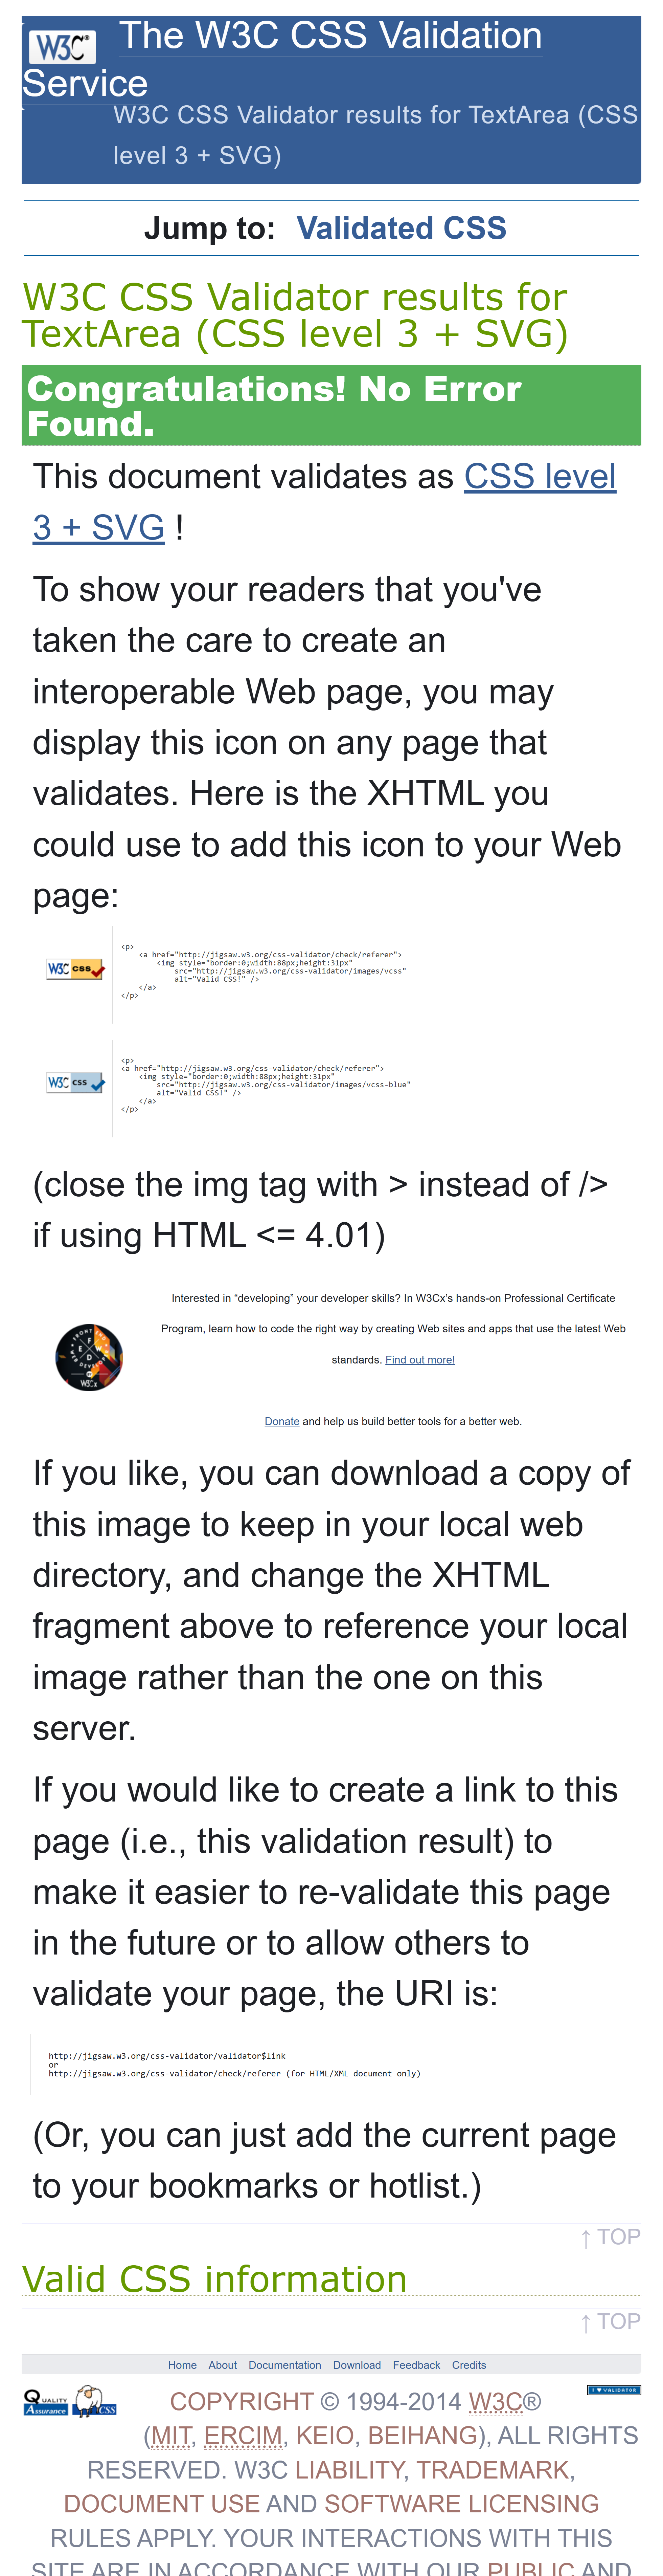 W3C®
The W3C CSS Validation
Service
W3C CSS Validator results for TextArea (CSS
level 3 + SVG)
Jump to: Validated CSS
W3C CSS Validator results for
TextArea (CSS level 3 + SVG)
Congratulations! No Error
Found.
This document validates as CSS level
3 + SVG !
To show your readers that you've
taken the care to create an
interoperable Web page, you may
display this icon on any page that
validates. Here is the XHTML you
could use to add this icon to your Web
page:
W3C css
<p>
<a href="http://jigsaw.w3.org/css-validator/check/referer">
<img style="border:0;width:88px;height:31px"
src="http://jigsaw.w3.org/css-validator/images/vcss"
alt="Valid CSS!" />
</a>
</p>
W3C css
<p>
<a href="http://jigsaw.w3.org/css-validator/check/referer">
<img style="border:0;width:88px;height:31px"
src="http://jigsaw.w3.org/css-validator/images/vcss-blue"
alt="Valid CSS!" />
</a>
</p>
(close the img tag with > instead of />
if using HTML <= 4.01)
Interested in “developing” your developer skills? In W3Cx’s hands-on Professional Certificate
Program, learn how to code the right way by creating Web sites and apps that use the latest Web
standards. Find out more!
W3Cx
Donate and help us build better tools for a better web.
If you like, you can download a copy of
this image to keep in your local web
directory, and change the XHTML
fragment above to reference your local
image rather than the one on this
server.
If you would like to create a link to this
page (i.e., this validation result) to
make it easier to re-validate this page
in the future or to allow others to
validate your page, the URI is:
http://jigsaw.w3.org/css-validator/validator$link
or
http://jigsaw.w3.org/css-validator/check/referer (for HTML/XML document only)
(Or, you can just add the current page
to your bookmarks or hotlist.)
↑ TOP
Valid CSS information
↑ TOP
Home About Documentation Download Feedback Credits
QUALITY
Assurance
CSS
I ♥ VALIDATOR
COPYRIGHT © 1994-2014 W3C®
(MIT, ERCIM, KEIO, BEIHANG), ALL RIGHTS
RESERVED. W3C LIABILITY, TRADEMARK,
DOCUMENT USE AND SOFTWARE LICENSING
RULES APPLY. YOUR INTERACTIONS WITH THIS
SITE ARE IN ACCORDANCE WITH OUR PUBLIC AND